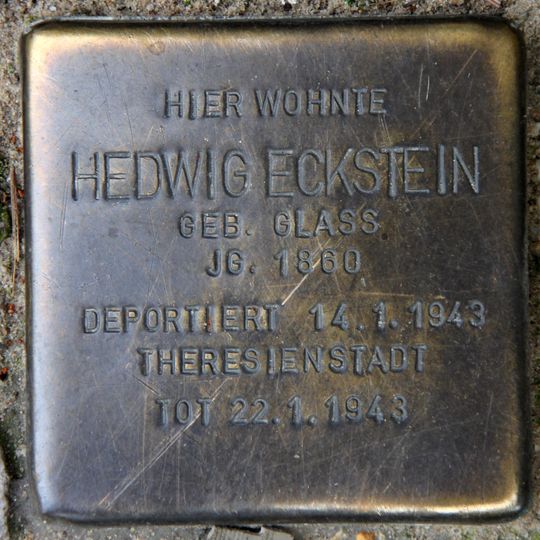 HIER WOHNTE
HEDWIG ECKSTEIN
GEB. GLASS
JG. 1860
DEPORTIERT 14.1.1943
THERESIENSTADT
TOT 22.1.1943